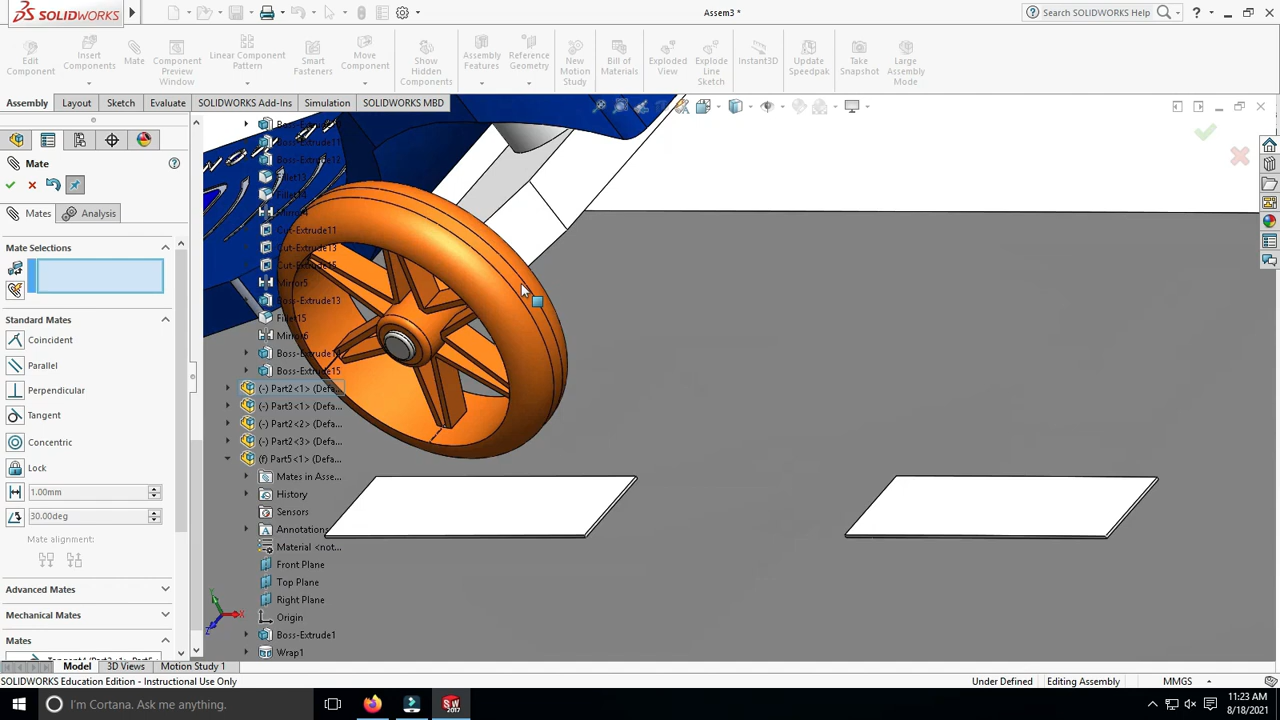 SOLIDWORKS
Assem3 *
Search SOLIDWORKS Help
Edit Component
Insert Components
Mate
Component Preview Window
Linear Component Pattern
Smart Fasteners
Move Component
Show Hidden Components
Assembly Features
Reference Geometry
New Motion Study
Bill of Materials
Exploded View
Explode Line Sketch
Instant3D
Update Speedpak
Take Snapshot
Large Assembly Mode
Assembly
Layout
Sketch
Evaluate
SOLIDWORKS Add-Ins
Simulation
SOLIDWORKS MBD
Mate
Mates
Analysis
Mate Selections
Standard Mates
Coincident
Parallel
Perpendicular
Tangent
Concentric
Lock
1.00mm
30.00deg
Mate alignment:
Advanced Mates
Mechanical Mates
Mates
Boss-Extrude11
Boss-Extrude12
Fillet13
Fillet14
Mirror4
Cut-Extrude11
Cut-Extrude13
Cut-Extrude15
Mirror5
Boss-Extrude13
Fillet15
Mirror6
Boss-Extrude15
(-) Part2<1> (Defa...
(-) Part3<1> (Defa...
(-) Part2<2> (Defa...
(-) Part2<3> (Defa...
(f) Part5<1> (Defa...
Mates in Asse...
History
Sensors
Annotations
Material <not...
Front Plane
Top Plane
Right Plane
Origin
Boss-Extrude1
Wrap1
Y
X
Z
Model
3D Views
Motion Study 1
SOLIDWORKS Education Edition - Instructional Use Only
Under Defined
Editing Assembly
MMGS
I'm Cortana. Ask me anything.
SW
2017
11:23 AM
8/18/2021